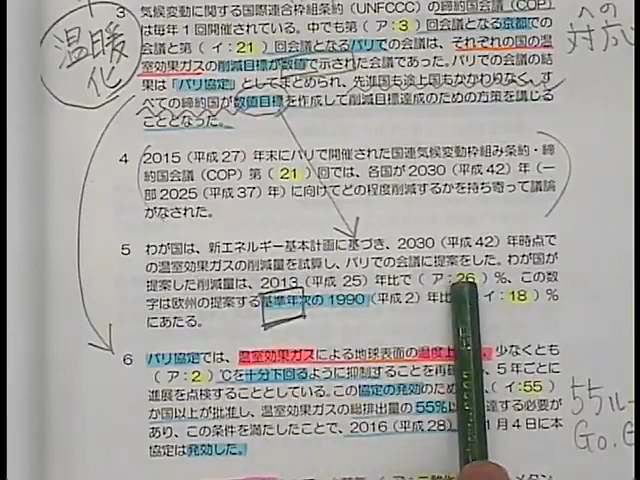 への
対応
温暖
化
3 気候変動に関する国際連合枠組条約(UNFCCC)の締約国会議(COP)
は毎年1回開催されている。中でも第(ア:3)回会議となる京都での
会議と第(イ:21)回会議となるパリでの会議は、それぞれの国の温
室効果ガスの削減目標が数値で示された会議であった。パリでの会議の結
果は「パリ協定」としてまとめられ、先進国も途上国もかかわりなく、す
べての締約国が数値目標を作成して削減目標達成のための方策を講じる
こととなった。
4 2015(平成27)年末にパリで開催された国連気候変動枠組み条約・締
約国会議(COP)第(21)回では、各国が2030(平成42)年(一
部2025(平成37)年)に向けてどの程度削減するかを持ち寄って議論
がなされた。
5 わが国は、新エネルギー基本計画に基づき、2030(平成42)年時点で
の温室効果ガスの削減量を試算し、パリでの会議に提案をした。わが国が
提案した削減量は、2013(平成25)年比で(ア:26)%、この数
字は欧州の提案する基準年次の1990(平成2)年比 イ:18)%
にあたる。
6 パリ協定では、温室効果ガスによる地球表面の温度上 、少なくとも
(ア:2)℃を十分下回るように抑制することを再 、5年ごとに
進展を点検することとしている。この協定の発効のため (イ:55)
か国以上が批准し、温室効果ガスの総排出量の55%以 達する必要が
あり、この条件を満たしたことで、2016(平成28) 1月4日に本
協定は発効した。
55ルー